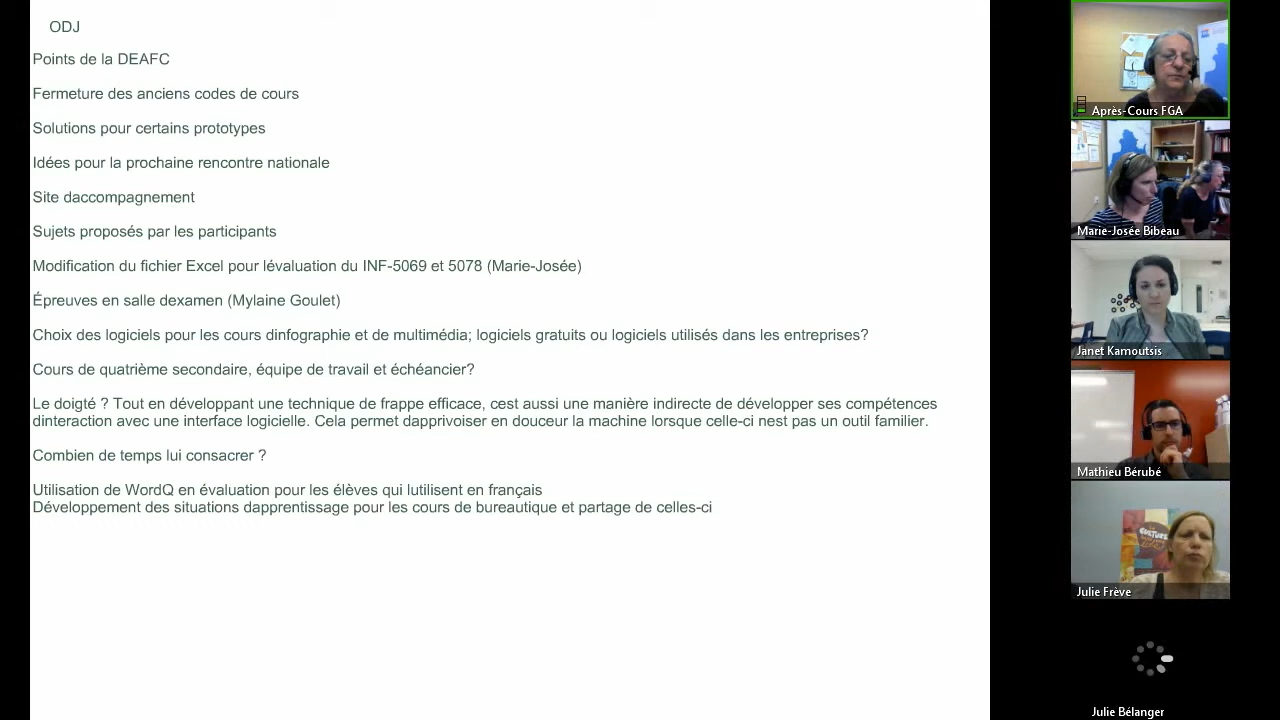 ODJ
Points de la DEAFC
Fermeture des anciens codes de cours
Solutions pour certains prototypes
Idées pour la prochaine rencontre nationale
Site daccompagnement
Sujets proposés par les participants
Modification du fichier Excel pour lévaluation du INF-5069 et 5078 (Marie-Josée)
Épreuves en salle dexamen (Mylaine Goulet)
Choix des logiciels pour les cours dinfographie et de multimédia; logiciels gratuits ou logiciels utilisés dans les entreprises?
Cours de quatrième secondaire, équipe de travail et échéancier?
Le doigté ? Tout en développant une technique de frappe efficace, cest aussi une manière indirecte de développer ses compétences
dinteraction avec une interface logicielle. Cela permet dapprivoiser en douceur la machine lorsque celle-ci nest pas un outil familier.
Combien de temps lui consacrer ?
Utilisation de WordQ en évaluation pour les élèves qui lutilisent en français
Développement des situations dapprentissage pour les cours de bureautique et partage de celles-ci
Après-Cours FGA
Marie-Josée Bibeau
Janet Kamoutsis
Mathieu Bérubé
CULTURE
Julie Frève
Julie Bélanger